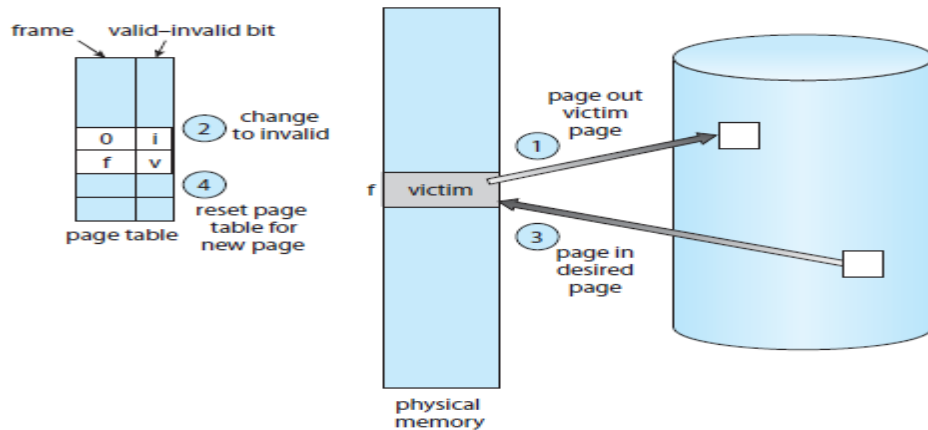 frame
valid–invalid bit
0 i
f v
page table
2
change
to invalid
4
reset page
table for
new page
f
victim
physical
memory
1
page out
victim
page
3
page in
desired
page